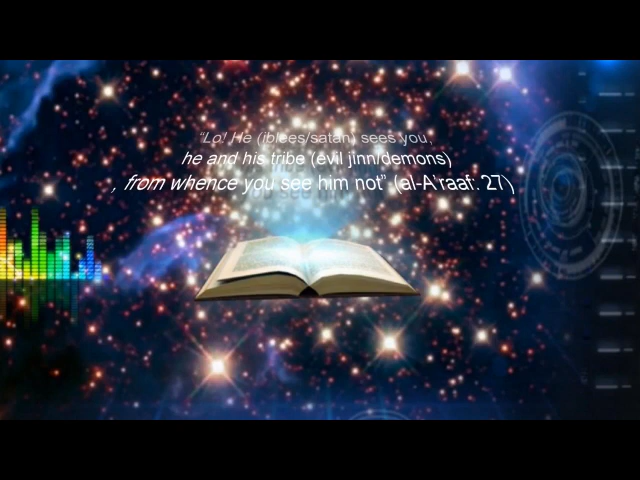 “Lo! He (iblees/satan) sees you,
he and his tribe (evil jinn/demons)
, from whence you see him not” (al-A’raaf: 27)